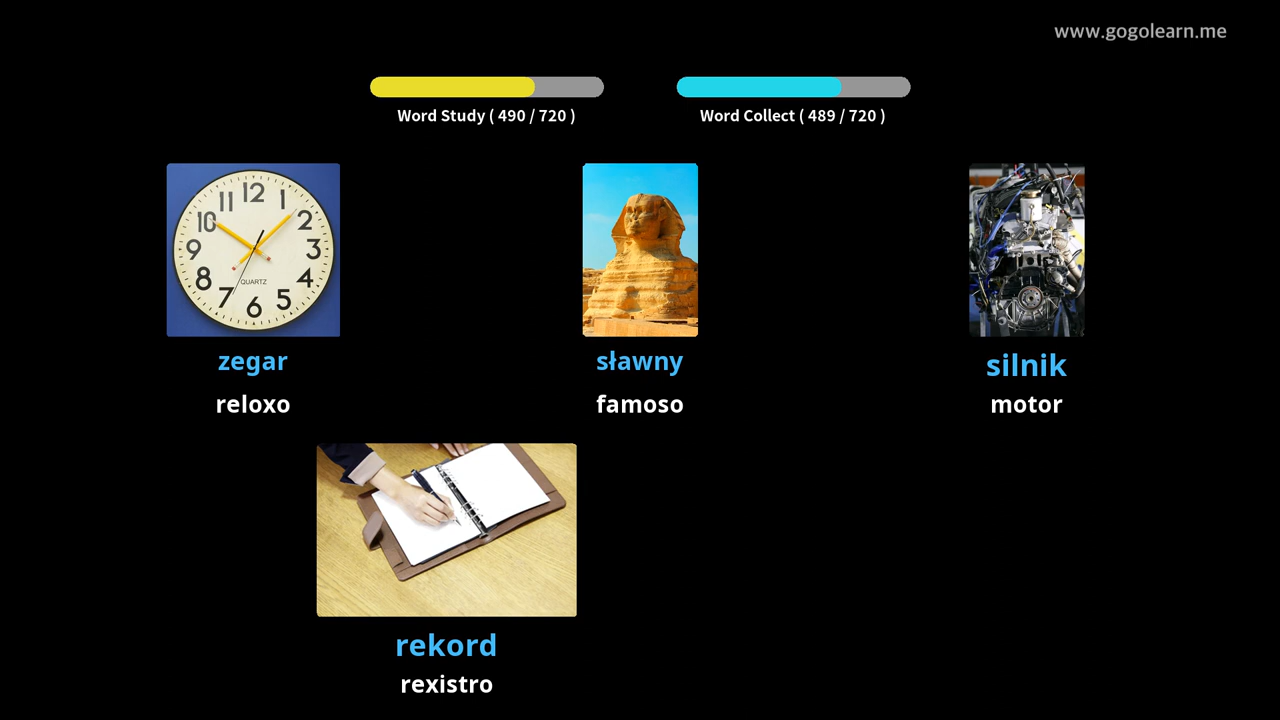 www.gogolearn.me
Word Study ( 490 / 720 )
Word Collect ( 489 / 720 )
12
1
2
3
4
5
6
7
8
9
10
11
QUARTZ
zegar
reloxo
sławny
famoso
silnik
motor
rekord
rexistro